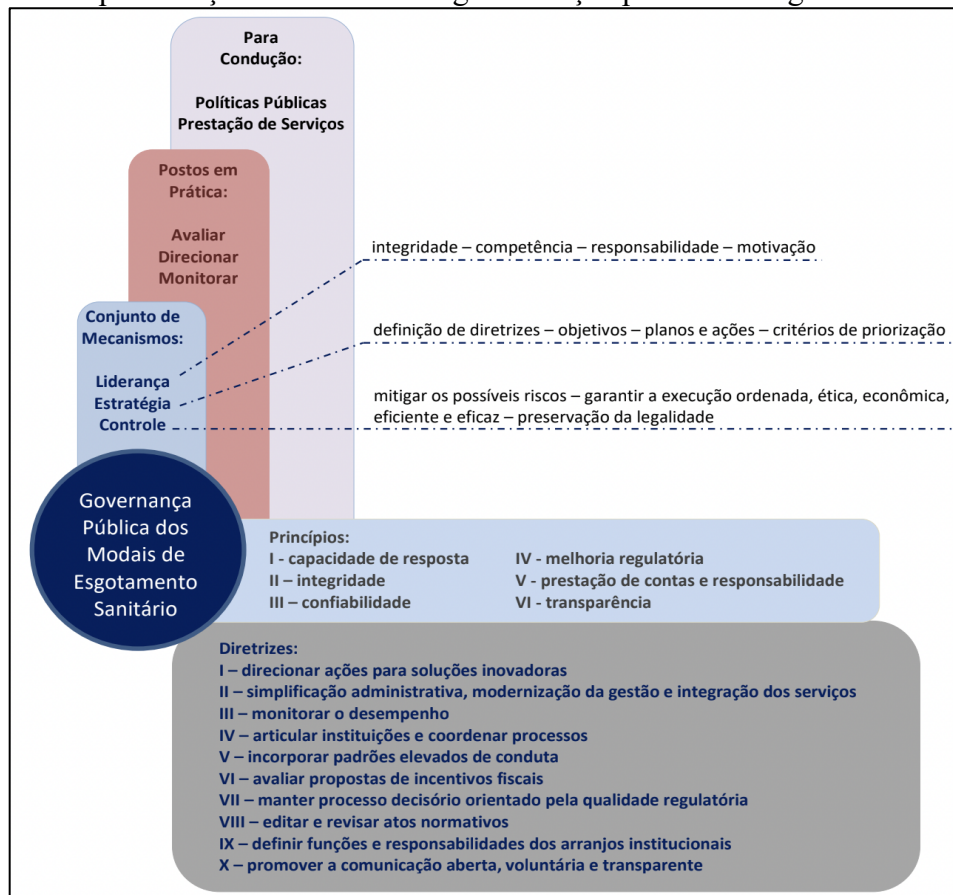 Para
Condução:
Políticas Públicas
Prestação de Serviços
Postos em
Prática:
Avaliar
Direcionar
Monitorar
integridade – competência – responsabilidade – motivação
Conjunto de
Mecanismos:
Liderança
Estratégia
Controle
definição de diretrizes – objetivos – planos e ações – critérios de priorização
mitigar os possíveis riscos – garantir a execução ordenada, ética, econômica,
eficiente e eficaz – preservação da legalidade
Governança
Pública dos
Modais de
Esgotamento
Sanitário
Princípios:
I - capacidade de resposta
II – integridade
III – confiabilidade
IV - melhoria regulatória
V - prestação de contas e responsabilidade
VI - transparência
Diretrizes:
I – direcionar ações para soluções inovadoras
II – simplificação administrativa, modernização da gestão e integração dos serviços
III – monitorar o desempenho
IV – articular instituições e coordenar processos
V – incorporar padrões elevados de conduta
VI – avaliar propostas de incentivos fiscais
VII – manter processo decisório orientado pela qualidade regulatória
VIII – editar e revisar atos normativos
IX – definir funções e responsabilidades dos arranjos institucionais
X – promover a comunicação aberta, voluntária e transparente